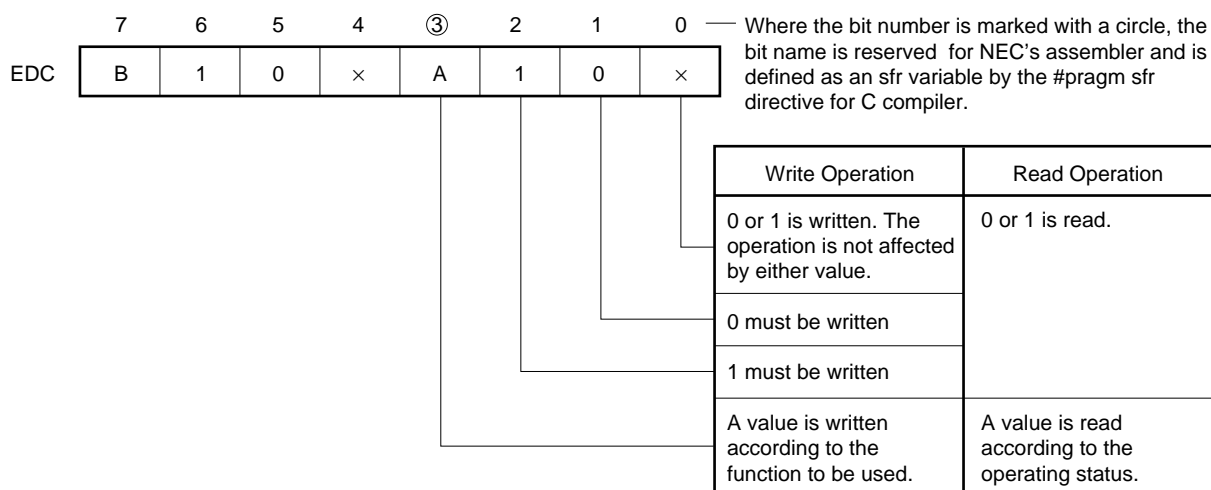 7 6 5 4 ③ 2 1 0
EDC B 1 0 × A 1 0 ×
Where the bit number is marked with a circle, the
bit name is reserved for NEC's assembler and is
defined as an sfr variable by the #pragm sfr
directive for C compiler.
Write Operation Read Operation
0 or 1 is written. The
operation is not affected
by either value.
0 or 1 is read.
0 must be written
1 must be written
A value is written
according to the
function to be used.
A value is read
according to the
operating status.